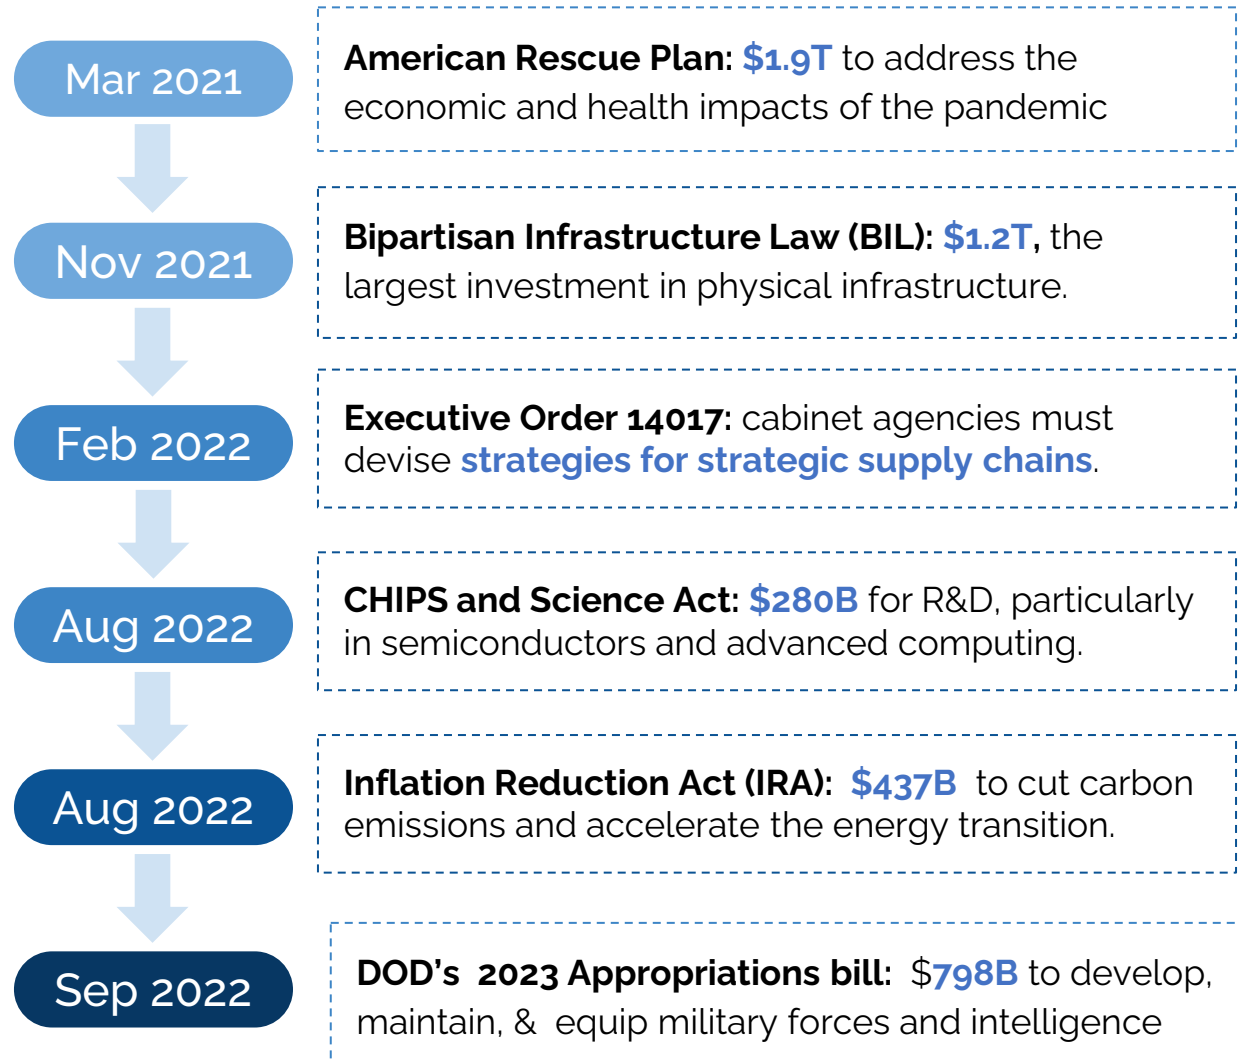 Mar 2021
American Rescue Plan: $1.9T to address the
economic and health impacts of the pandemic
Nov 2021
Bipartisan Infrastructure Law (BIL): $1.2T, the
largest investment in physical infrastructure.
Feb 2022
Executive Order 14017: cabinet agencies must
devise strategies for strategic supply chains.
Aug 2022
CHIPS and Science Act: $280B for R&D, particularly
in semiconductors and advanced computing.
Aug 2022
Inflation Reduction Act (IRA): $437B to cut carbon
emissions and accelerate the energy transition.
Sep 2022
DOD’s 2023 Appropriations bill: $798B to develop,
maintain, & equip military forces and intelligence